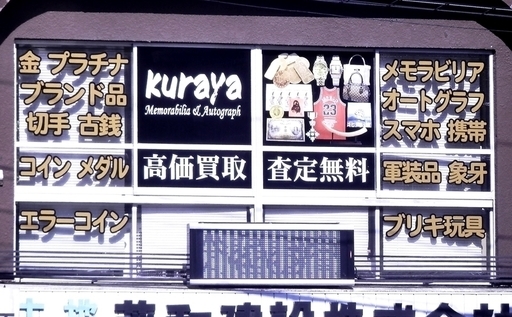 金 プラチナ
ブランド品
切手 古銭
コイン メダル
エラーコイン
kuraya
Memorabilia & Autograph
高価買取
23
査定無料
メモラビリア
オートグラフ
スマホ 携帯
軍装品 象牙
ブリキ玩具